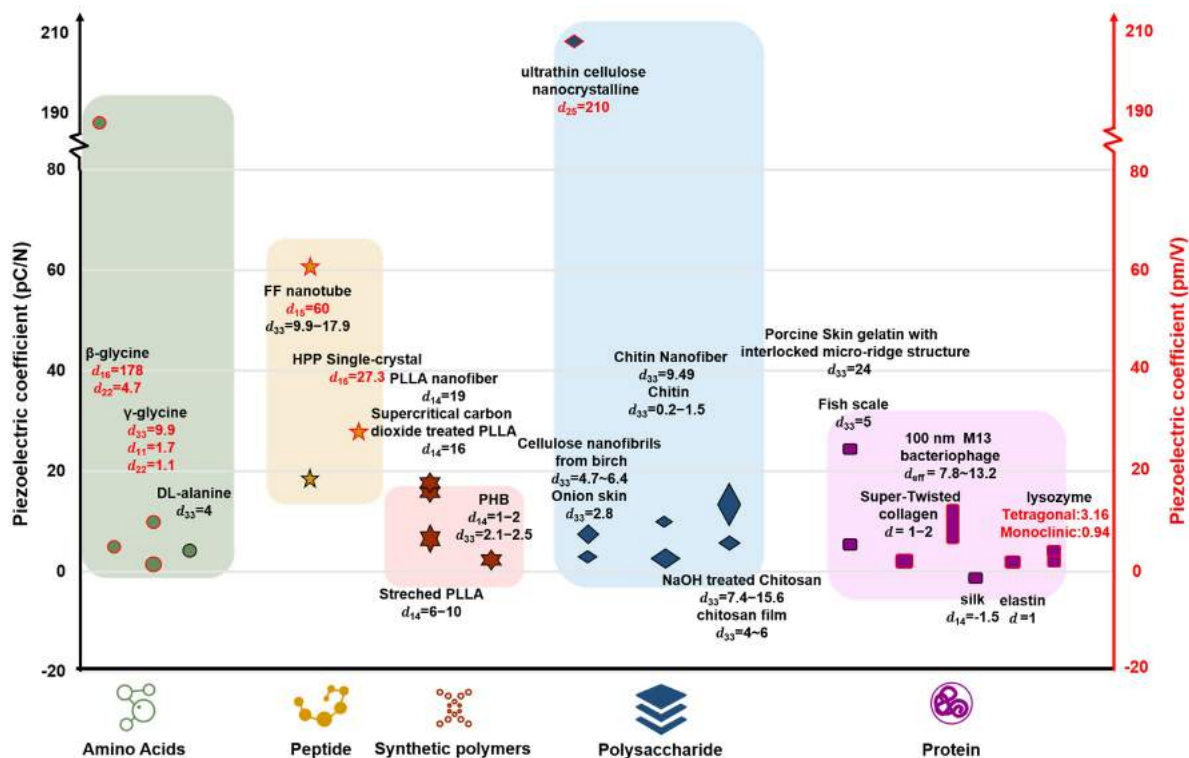 210
190
80
60
40
20
0
-20
Piezoelectric coefficient (pC/N)
β-glycine
d16=178
d22=4.7
γ-glycine
d33=9.9
d11=1.7
d22=1.1
DL-alanine
d33=4
FF nanotube
d15=60
d33=9.9−17.9
HPP Single-crystal
d16=27.3
PLLA nanofiber
d14=19
Supercritical carbon
dioxide treated PLLA
d14=16
PHB
d14=1−2
d33=2.1−2.5
Streched PLLA
d14=6−10
ultrathin cellulose
nanocrystalline
d25=210
Chitin Nanofiber
d33=9.49
Chitin
d33=0.2−1.5
Cellulose nanofibrils
from birch
d33=4.7~6.4
Onion skin
d33=2.8
NaOH treated Chitosan
d33=7.4−15.6
chitosan film
d33=4~6
Porcine Skin gelatin with
interlocked micro-ridge structure
d33=24
Fish scale
d33=5
100 nm M13
bacteriophage
deff = 7.8~13.2
Super-Twisted
collagen
d= 1−2
lysozyme
Tetragonal:3.16
Monoclinic:0.94
silk
d14=-1.5
elastin
d=1
210
190
80
60
40
20
0
-20
Piezoelectric coefficient (pm/V)
Amino Acids
Peptide
Synthetic polymers
Polysaccharide
Protein